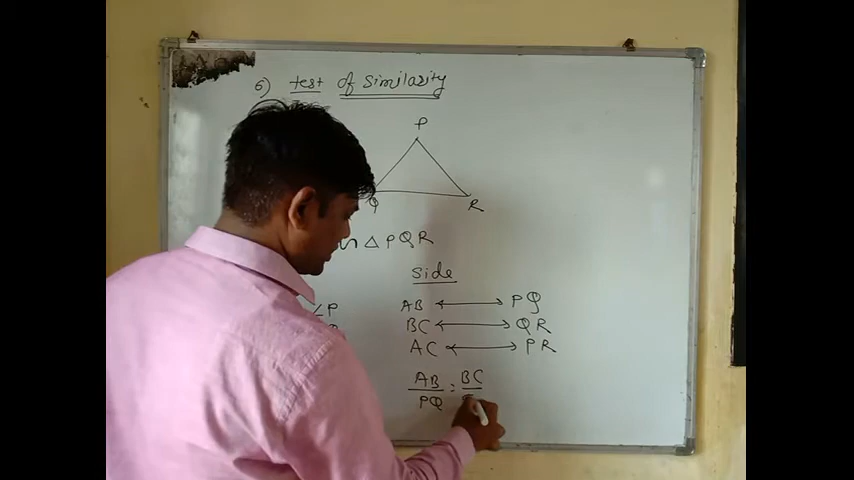 6) Test of Similarity
P
Q R
∆ PQR
side
∠P
AB ↔ PQ
BC ↔ QR
AC ↔ PR
AB/PQ = BC/